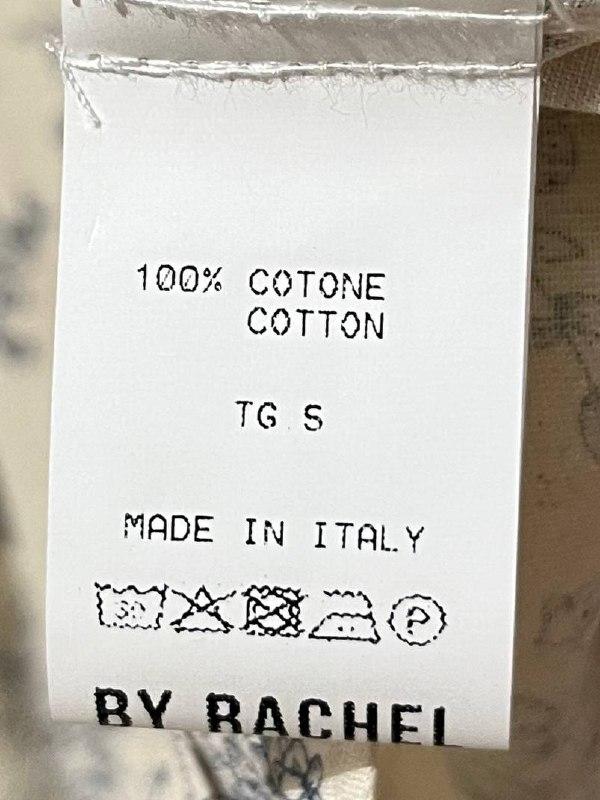 100% COTONE
COTTON
TG S
MADE IN ITALY
P
BY RACHEL